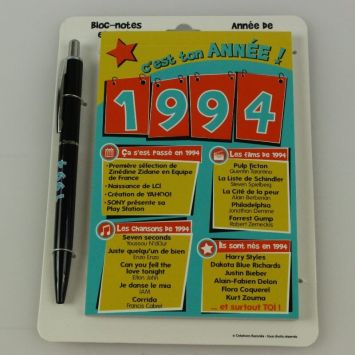 Bloc-notes
Année de
c'est ton ANNÉE !
1994
1994
Ça s'est passé en 1994
•Première sélection de
Zinédine Zidane en Equipe
de France
•Naissance de LCI
•Création de YAHOO!
•SONY présente sa
Play Station
Les films de 1994
Pulp ficton
Quentin Tarantino
La Liste de Schindler
Steven Spielberg
La Cité de la peur
Alain Berberian
Philadelphia
Jonathan Demme
Forrest Gump
Robert Zemeckis
Les Chansons de 1994
Seven seconds
Youssou N'dOur
Juste quelqu'un de bien
Enzo Enzo
Can you fell the
love tonight
Elton John
Je danse le mia
IAM
Corrida
Francis Cabrel
Ils sont nés en 1994
Harry Styles
Dakota Blue Richards
Justin Bieber
Alain-Fabien Delon
Flora Coquerel
Kurt Zouma
... et surtout TOI !